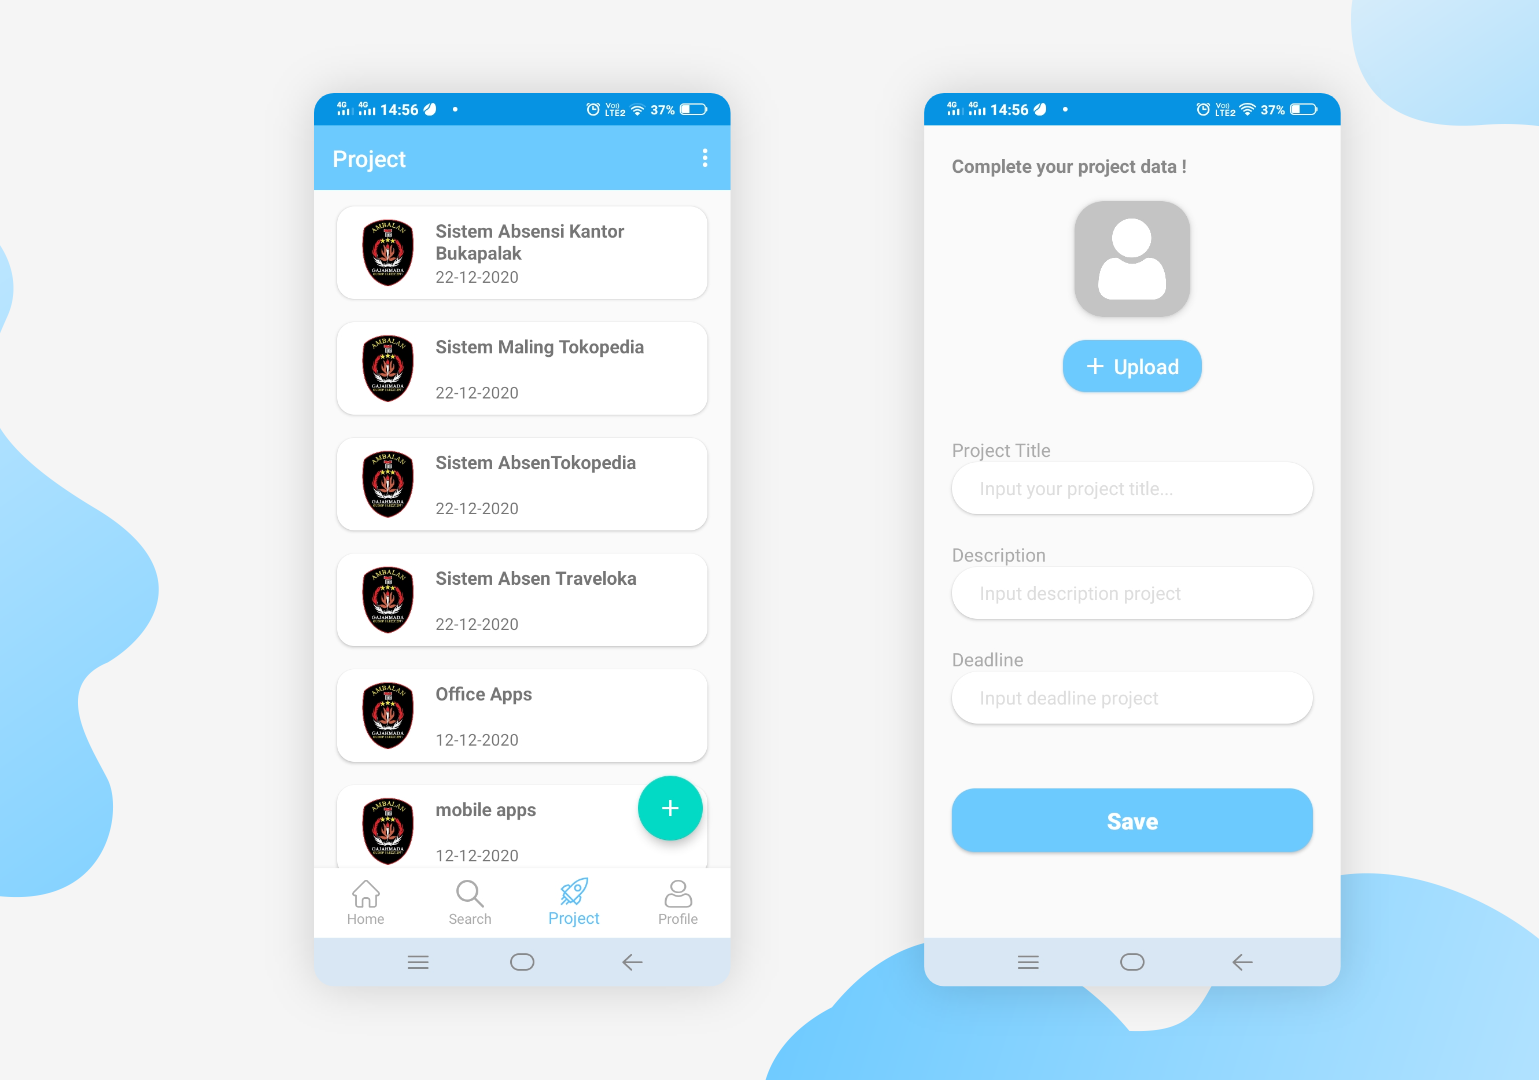 4G 4G 14:56
Vo)) LTE2 37%
Project
AMBALAN
GAJAHMADA
Sistem Absensi Kantor
Bukapalak
22-12-2020
AMBALAN
GAJAHMADA
Sistem Maling Tokopedia
22-12-2020
AMBALAN
GAJAHMADA
Sistem AbsenTokopedia
22-12-2020
AMBALAN
GAJAHMADA
Sistem Absen Traveloka
22-12-2020
AMBALAN
GAJAHMADA
Office Apps
12-12-2020
AMBALAN
GAJAHMADA
mobile apps
12-12-2020
+
Home
Search
Project
Profile
4G 4G 14:56
Vo)) LTE2 37%
Complete your project data !
+ Upload
Project Title
Input your project title...
Description
Input description project
Deadline
Input deadline project
Save